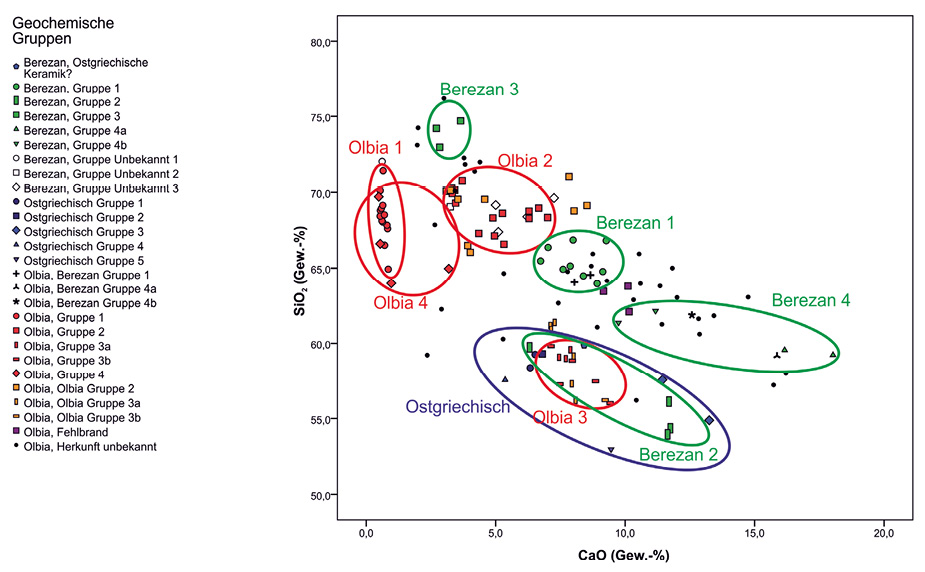 Geochemische
Gruppen
Berezan, Ostgriechische
Keramik?
Berezan, Gruppe 1
Berezan, Gruppe 2
Berezan, Gruppe 3
Berezan, Gruppe 4a
Berezan, Gruppe 4b
Berezan, Gruppe Unbekannt 1
Berezan, Gruppe Unbekannt 2
Berezan, Gruppe Unbekannt 3
Ostgriechisch Gruppe 1
Ostgriechisch Gruppe 2
Ostgriechisch Gruppe 3
Ostgriechisch Gruppe 4
Ostgriechisch Gruppe 5
Olbia, Berezan Gruppe 1
Olbia, Berezan Gruppe 4a
Olbia, Berezan Gruppe 4b
Olbia, Gruppe 1
Olbia, Gruppe 2
Olbia, Gruppe 3a
Olbia, Gruppe 3b
Olbia, Gruppe 4
Olbia, Olbia Gruppe 2
Olbia, Olbia Gruppe 3a
Olbia, Olbia Gruppe 3b
Olbia, Fehlbrand
Olbia, Herkunft unbekannt
SiO2 (Gew.-%)
80,0
75,0
70,0
65,0
60,0
55,0
50,0
Berezan 3
Olbia 1
Olbia 2
Berezan 1
Olbia 4
Berezan 4
Ostgriechisch
Olbia 3
Berezan 2
0,0
5,0
10,0
15,0
20,0
CaO (Gew.-%)